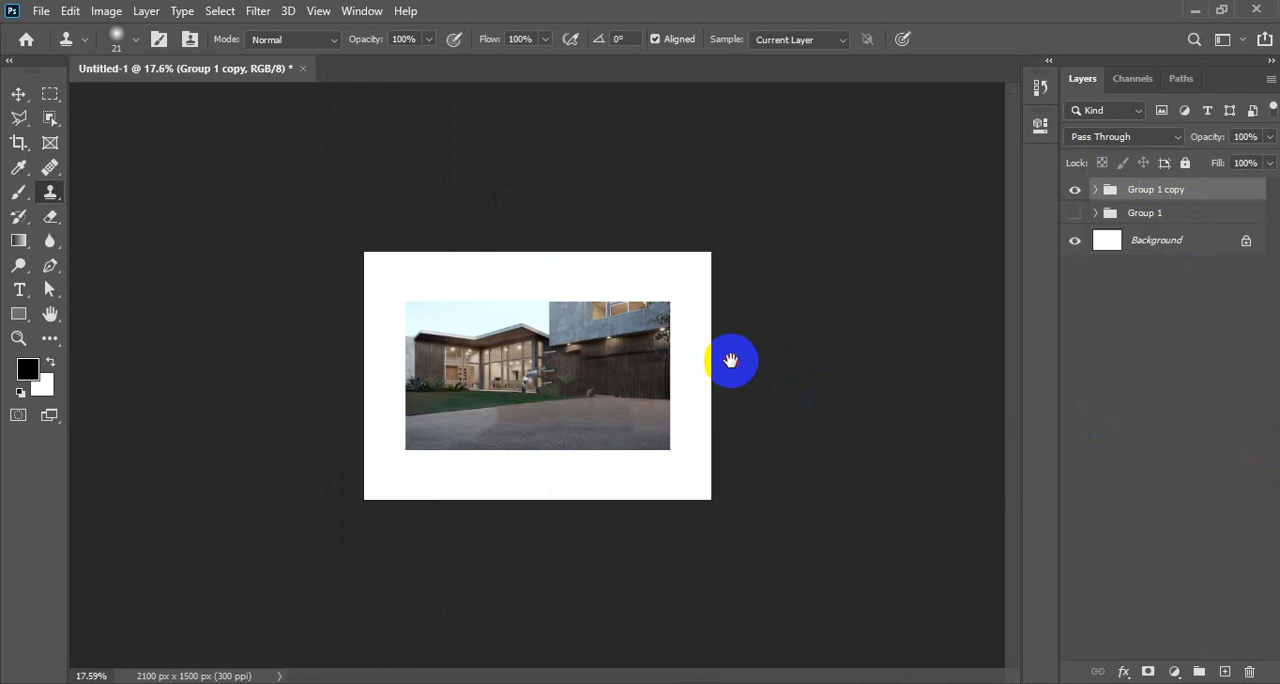 Ps File Edit Image Layer Type Select Filter 3D View Window Help
21 Mode: Normal Opacity: 100% Flow: 100% 0° Aligned Sample: Current Layer
Untitled-1 @ 17.6% (Group 1 copy, RGB/8) * ×
Layers Channels Paths
Kind
Pass Through Opacity: 100%
Lock: Fill: 100%
Group 1 copy
Group 1
Background
17.59% 2100 px x 1500 px (300 ppi)